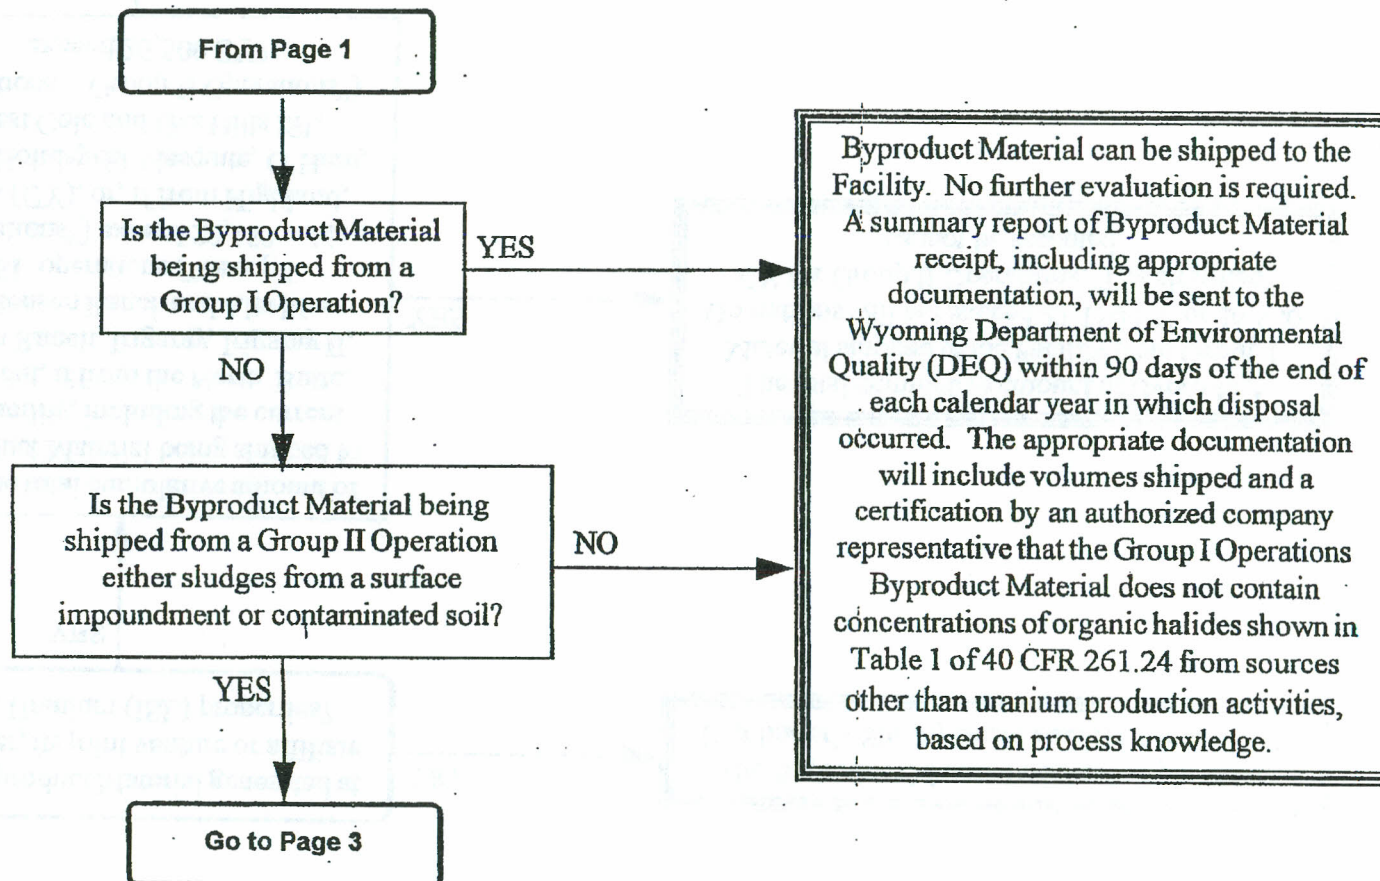 From Page 1
Is the Byproduct Material
being shipped from a
Group I Operation?
YES
NO
Byproduct Material can be shipped to the
Facility. No further evaluation is required.
A summary report of Byproduct Material
receipt, including appropriate
documentation, will be sent to the
Wyoming Department of Environmental
Quality (DEQ) within 90 days of the end of
each calendar year in which disposal
occurred. The appropriate documentation
will include volumes shipped and a
certification by an authorized company
representative that the Group I Operations
Byproduct Material does not contain
concentrations of organic halides shown in
Table 1 of 40 CFR 261.24 from sources
other than uranium production activities,
based on process knowledge.
Is the Byproduct Material being
shipped from a Group II Operation
either sludges from a surface
impoundment or contaminated soil?
NO
YES
Go to Page 3